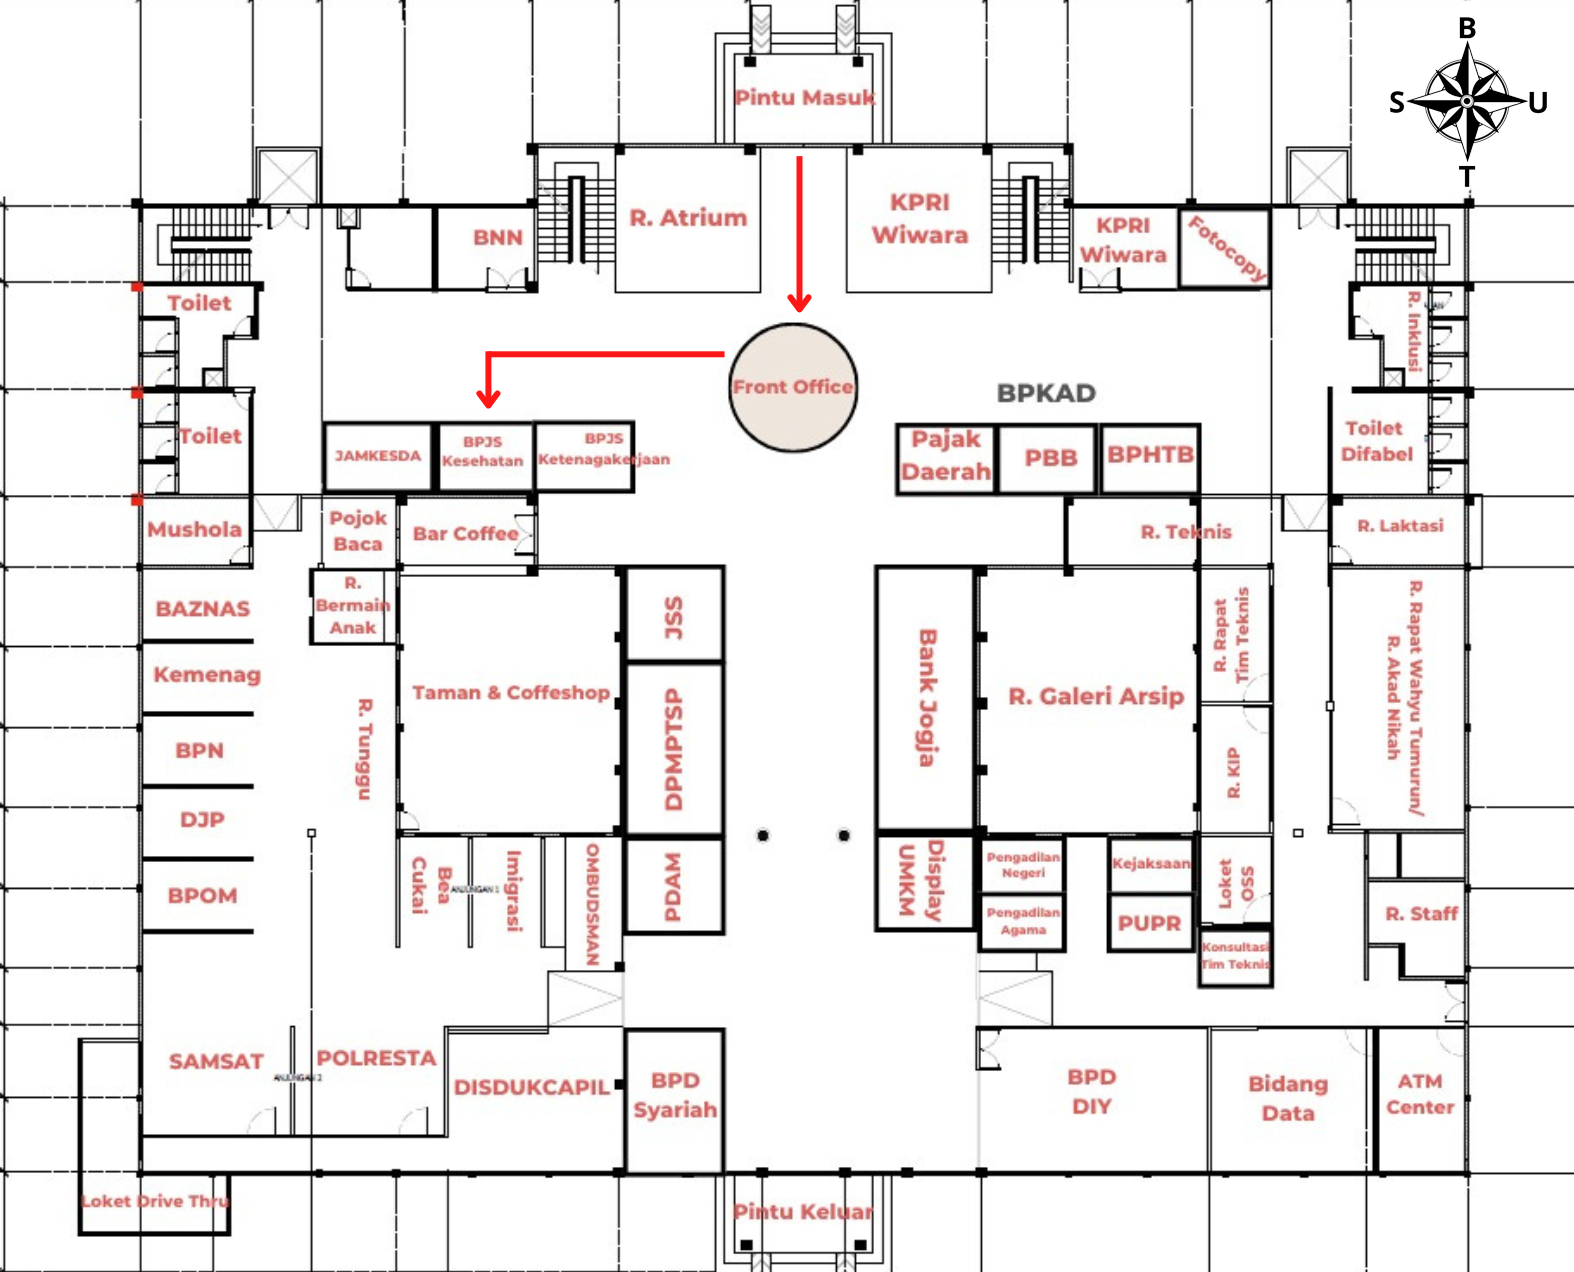 B
S
U
T
Pintu Masuk
R. Atrium
KPRI
Wiwara
BNN
KPRI
Wiwara
Fotocopy
Toilet
R. Inklusi
Front Office
BPKAD
Toilet
JAMKESDA
BPJS
Kesehatan
BPJS
Ketenagakerjaan
Pajak
Daerah
PBB
BPHTB
Toilet
Difabel
Mushola
Pojok
Baca
Bar Coffee
R. Teknis
R. Laktasi
BAZNAS
R.
Bermain
Anak
JSS
Bank Jogja
R. Rapat
Tim Teknis
R. Rapat Wahyu Tumurun/
R. Akad Nikah
Kemenag
Taman & Coffeshop
R. Galeri Arsip
R. Tunggu
DPMPTSP
BPN
R. KIP
DJP
BPOM
Bea
Cukai
ANJUNGAN 1
Imigrasi
OMBUDSMAN
PDAM
Display
UMKM
Pengadilan
Negeri
Kejaksaan
Loket
OSS
Pengadilan
Agama
PUPR
R. Staff
Konsultasi
Tim Teknis
SAMSAT
ANJUNGAN 2
POLRESTA
DISDUKCAPIL
BPD
Syariah
BPD
DIY
Bidang
Data
ATM
Center
Loket Drive Thru
Pintu Keluar